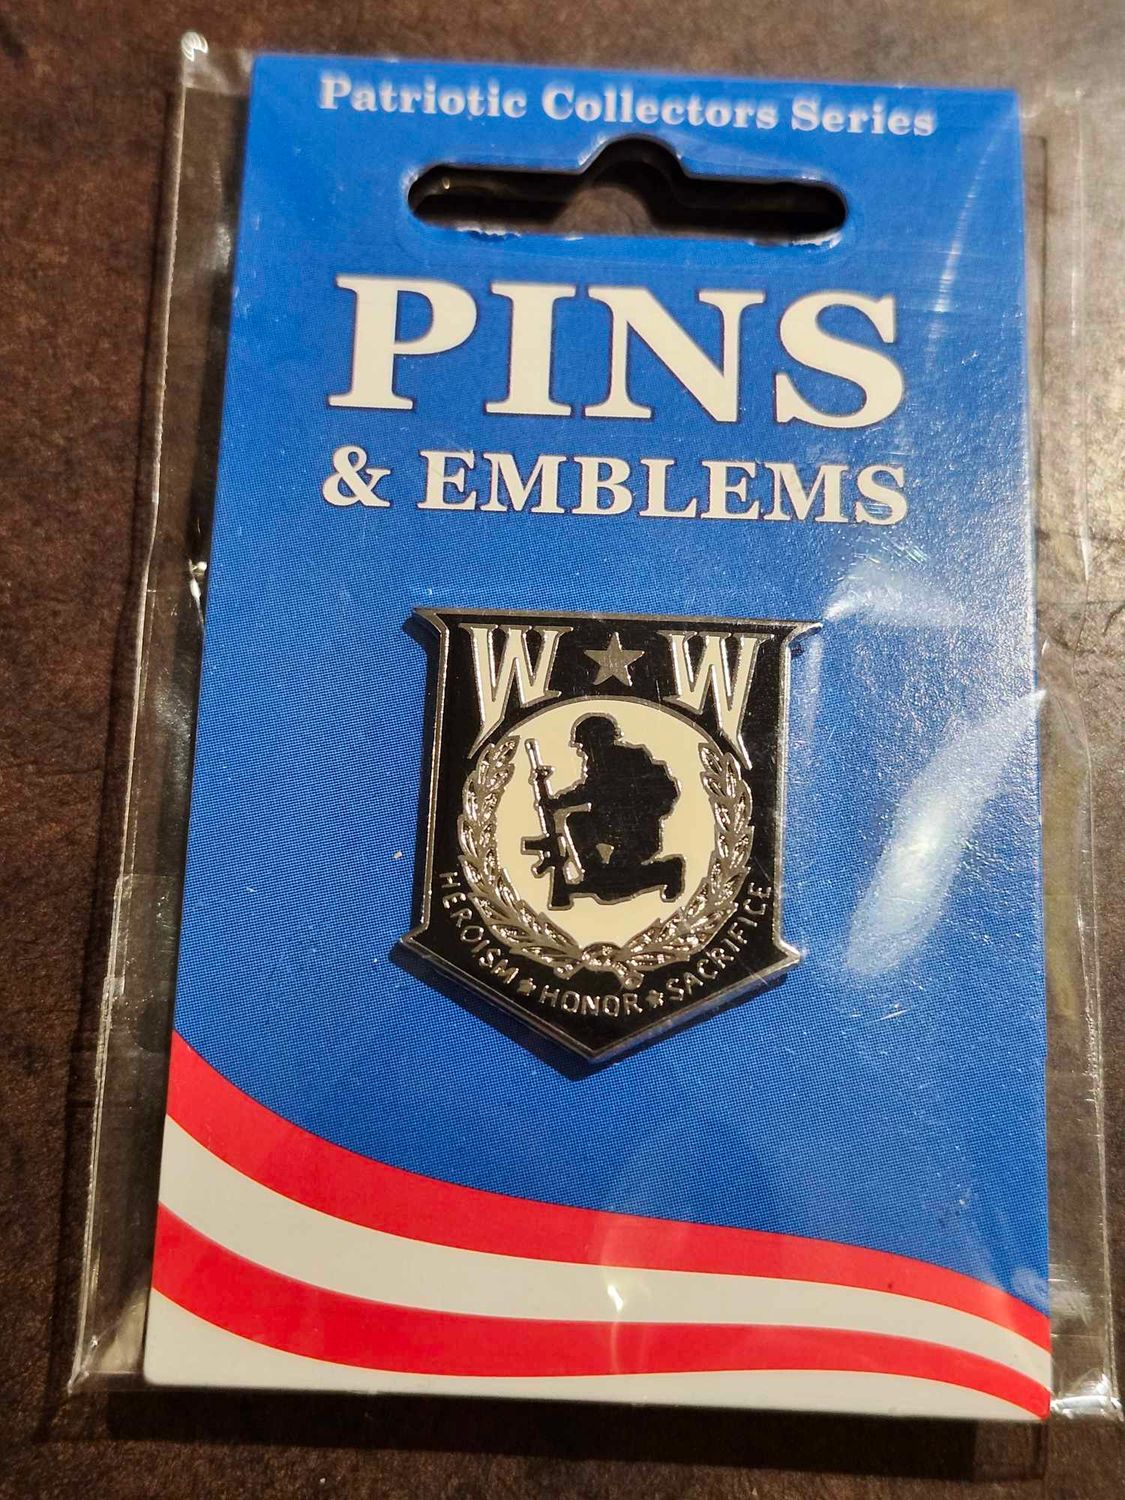 Patriotic Collectors Series
PINS
& EMBLEMS
W ★ W
HEROISM ★ HONOR ★ SACRIFICE